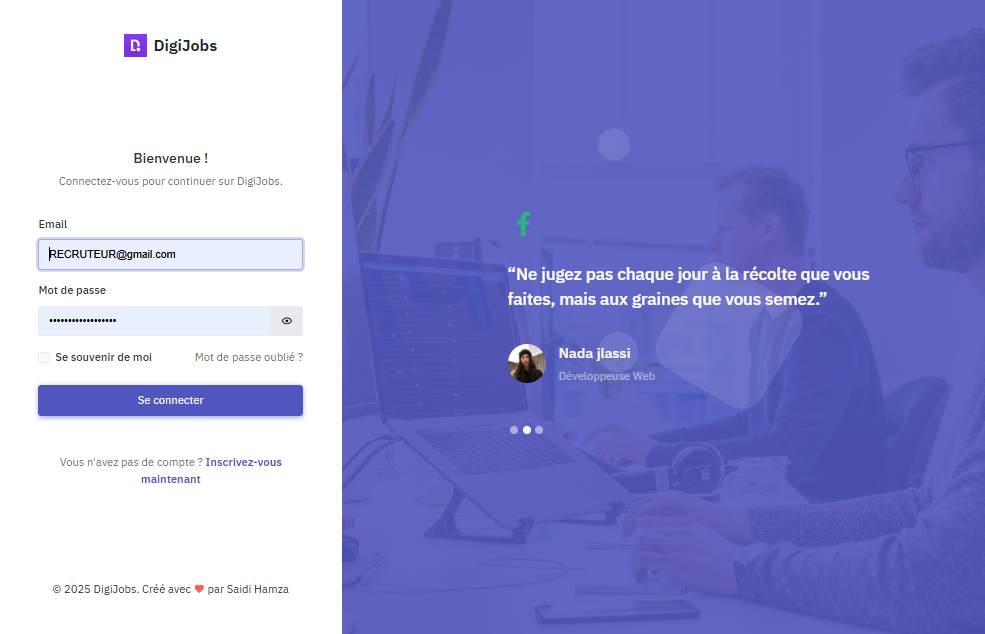 DigiJobs
Bienvenue !
Connectez-vous pour continuer sur DigiJobs.
Email
RECRUTEUR@gmail.com
Mot de passe
••••••••••••••••••
Se souvenir de moi
Mot de passe oublié ?
Se connecter
Vous n'avez pas de compte ? Inscrivez-vous
maintenant
© 2025 DigiJobs. Créé avec ❤ par Saidi Hamza
“Ne jugez pas chaque jour à la récolte que vous
faites, mais aux graines que vous semez.”
Nada jlassi
Développeuse Web